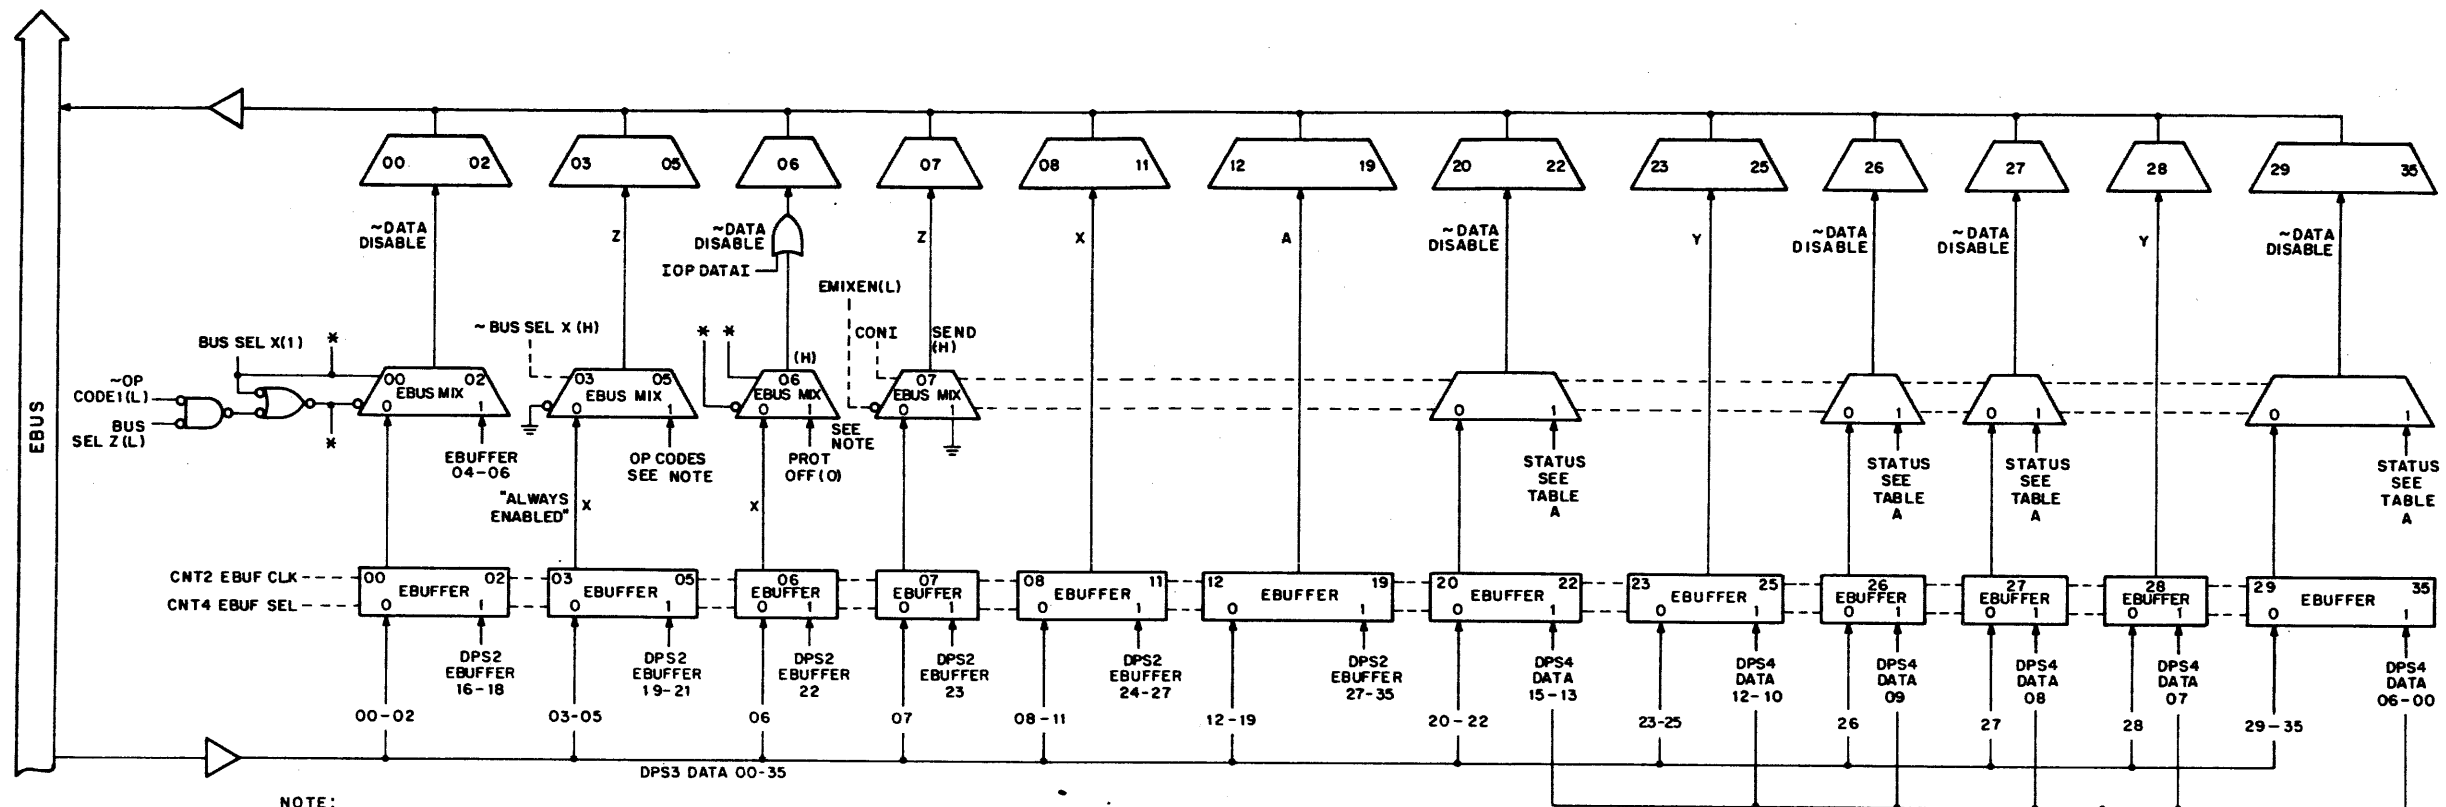 EBUS
00 02
03 05
06
07
08 11
12 19
20 22
23 25
26
27
28
29 35
~DATA
DISABLE
Z
~DATA
DISABLE
IOP DATAI
Z
X
A
~DATA
DISABLE
Y
~DATA
DISABLE
~DATA
DISABLE
Y
~DATA
DISABLE
BUS SEL X(1)
*
~OP
CODE1(L)
BUS
SEL Z(L)
*
00 02
EBUS MIX
0 1
EBUFFER
04-06
~BUS SEL X(H)
03 05
EBUS MIX
0 1
"ALWAYS
ENABLED"
X
OP CODES
SEE NOTE
* *
(H)
06
EBUS MIX
0 1
SEE
NOTE
X
PROT
OFF(0)
EMIXEN(L)
CONI
SEND
(H)
07
EBUS MIX
0 1
0 1
STATUS
SEE
TABLE
A
0 1
STATUS
SEE
TABLE
A
0 1
STATUS
SEE
TABLE
A
0 1
STATUS
SEE
TABLE
A
CNT2 EBUF CLK
CNT4 EBUF SEL
00 02
EBUFFER
0 1
03 05
EBUFFER
0 1
06
EBUFFER
0 1
07
EBUFFER
0 1
08 11
EBUFFER
0 1
12 19
EBUFFER
0 1
20 22
EBUFFER
0 1
23 25
EBUFFER
0 1
26
EBUFFER
0 1
27
EBUFFER
0 1
28
EBUFFER
0 1
29 35
EBUFFER
0 1
DPS2
EBUFFER
16-18
DPS2
EBUFFER
19-21
DPS2
EBUFFER
22
DPS2
EBUFFER
23
DPS2
EBUFFER
24-27
DPS2
EBUFFER
27-35
DPS4
DATA
15-13
DPS4
DATA
12-10
DPS4
DATA
09
DPS4
DATA
08
DPS4
DATA
07
DPS4
DATA
06-00
00-02
03-05
06
07
08-11
12-19
20-22
23-25
26
27
28
29-35
DPS3 DATA 00-35
NOTE: